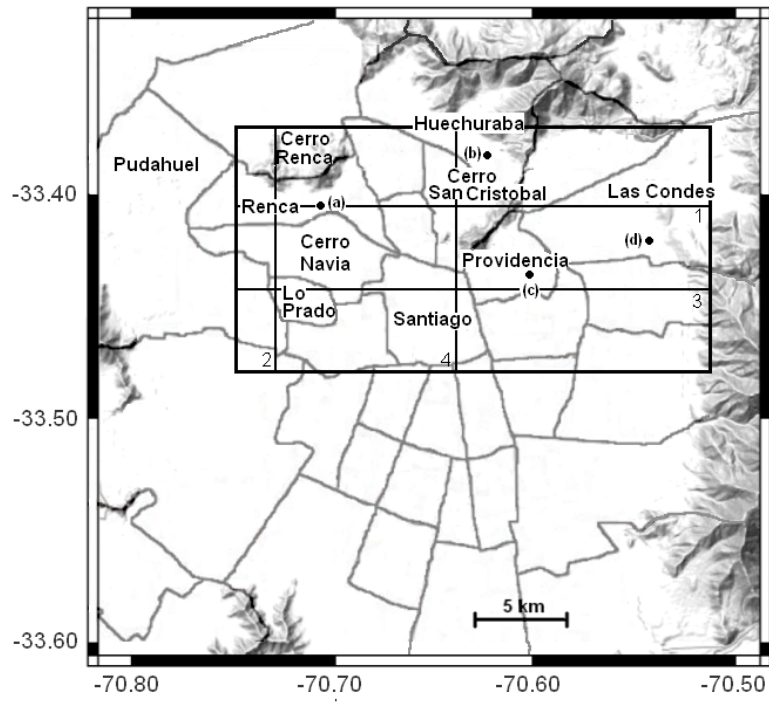 Huechuraba
Cerro
Renca
Pudahuel
(b)
Cerro
San Cristobal
-33.40
Las Condes
Renca
(a)
1
Cerro
Navia
(d)
Providencia
(c)
Lo
Prado
3
Santiago
2
4
-33.50
5 km
-33.60
-70.80
-70.70
-70.60
-70.50